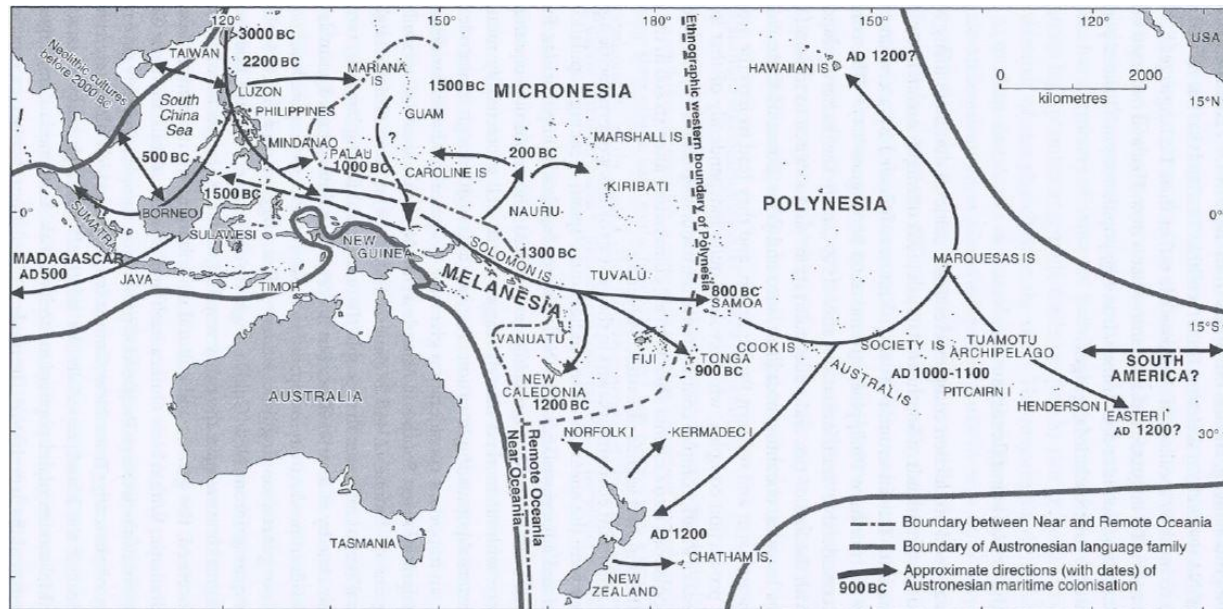 120°
150°
180°
150°
120°
3000 BC
TAIWAN
2200 BC
Neolithic cultures
before 2000 BC
LUZON
South
China
Sea
PHILIPPINES
MINDANAO
MARIANA
IS
1500 BC
GUAM
MICRONESIA
?
PALAU
1000 BC
CAROLINE IS
200 BC
MARSHALL IS
KIRIBATI
NAURU
500 BC
1500 BC
0°
BORNEO
SUMATRA
SULAWESI
MADAGASCAR
AD 500
JAVA
TIMOR
NEW
GUINEA
MELANESIA
SOLOMON IS
1300 BC
TUVALU
VANUATU
FIJI
NEW
CALEDONIA
1200 BC
TONGA
900 BC
800 BC
SAMOA
Ethnographic western boundary of Polynesia
HAWAIIAN IS
AD 1200?
USA
0 2000
kilometres
15°N
POLYNESIA
0°
MARQUESAS IS
15°S
COOK IS
SOCIETY IS
TUAMOTU
ARCHIPELAGO
AD 1000-1100
AUSTRAL IS
PITCAIRN I
HENDERSON I
EASTER I
AD 1200?
SOUTH
AMERICA?
30°
AUSTRALIA
TASMANIA
Near Oceania
Remote Oceania
NORFOLK I
KERMADEC I
AD 1200
CHATHAM IS.
NEW
ZEALAND
Boundary between Near and Remote Oceania
Boundary of Austronesian language family
Approximate directions (with dates) of
900 BC Austronesian maritime colonisation